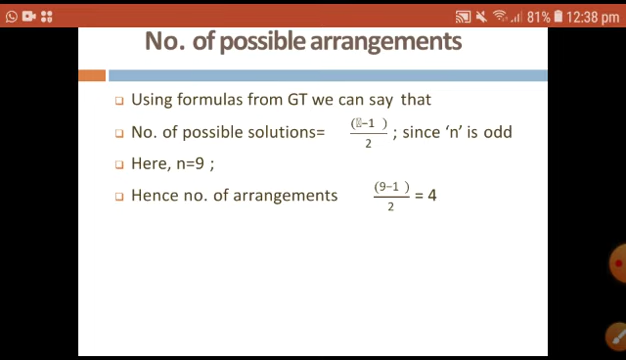 81% 12:38 pm
No. of possible arrangements
Using formulas from GT we can say that
No. of possible solutions= (𝑛−1 )/2 ; since ‘n’ is odd
Here, n=9 ;
Hence no. of arrangements (9−1 )/2 = 4